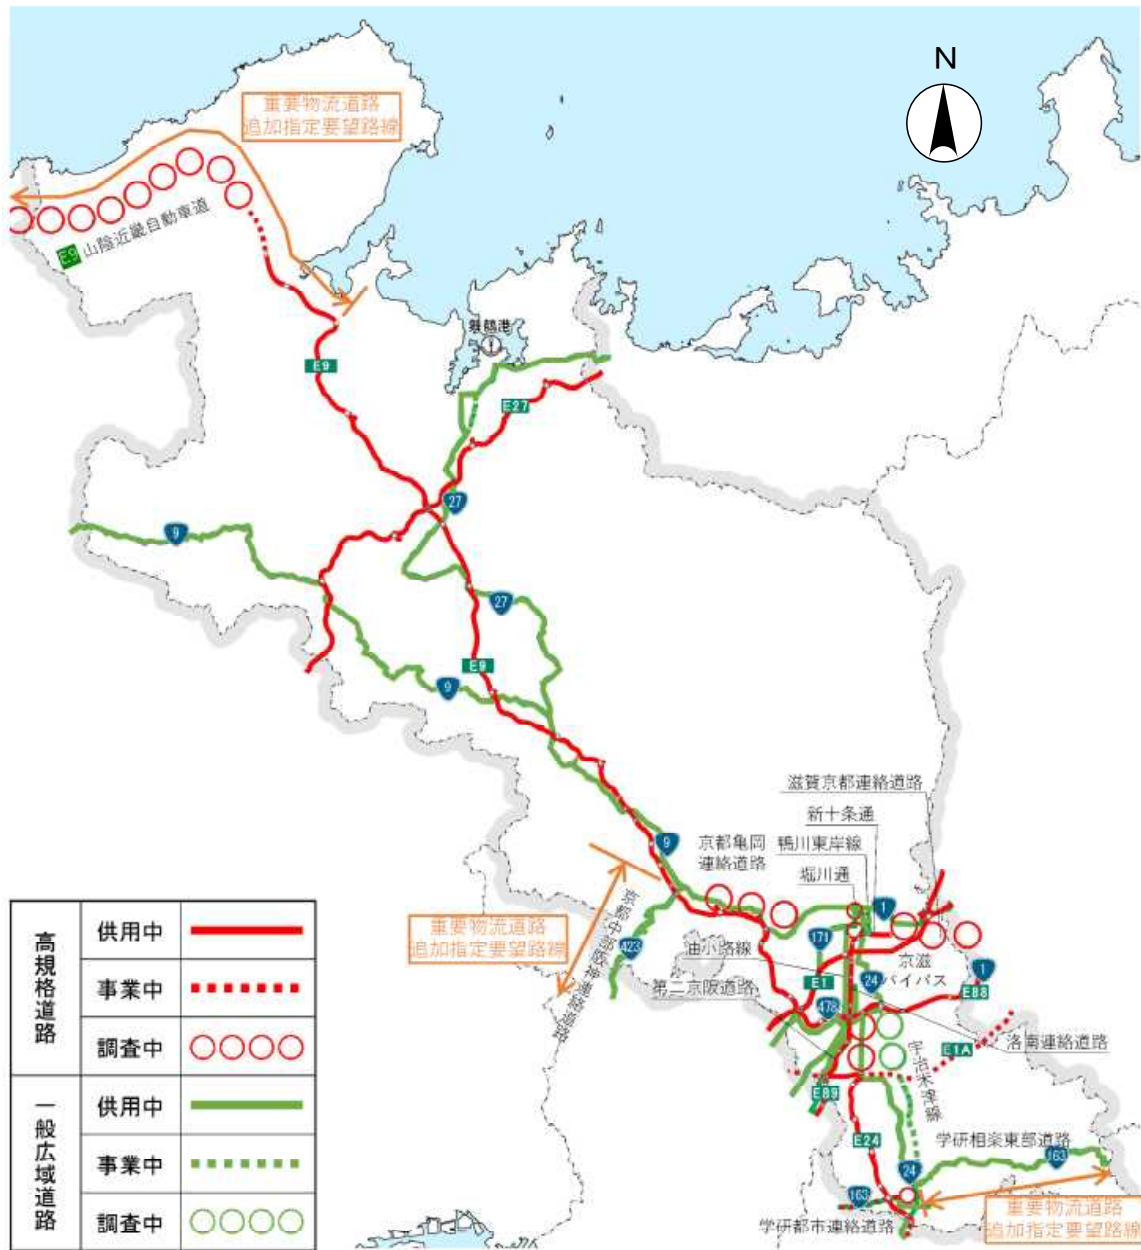 N
重要物流道路
追加指定要望路線
E9 山陰近畿自動車道
舞鶴港
E9
E27
27
9
27
E9
9
滋賀京都連絡道路
新十条通
鴨川東岸線
堀川通
京都亀岡
連絡道路
9
重要物流道路
追加指定要望路線
京都中部阪神連絡道路
423
1
171
油小路線
京滋
バイパス
1
第二京阪道路
E1
24
E88
478
洛南連絡道路
E1A
宇治木津線
E89
E24
学研相楽東部道路
163
24
163
学研都市連絡道路
重要物流道路
追加指定要望路線
高規格道路
供用中
事業中
調査中
一般広域道路
供用中
事業中
調査中